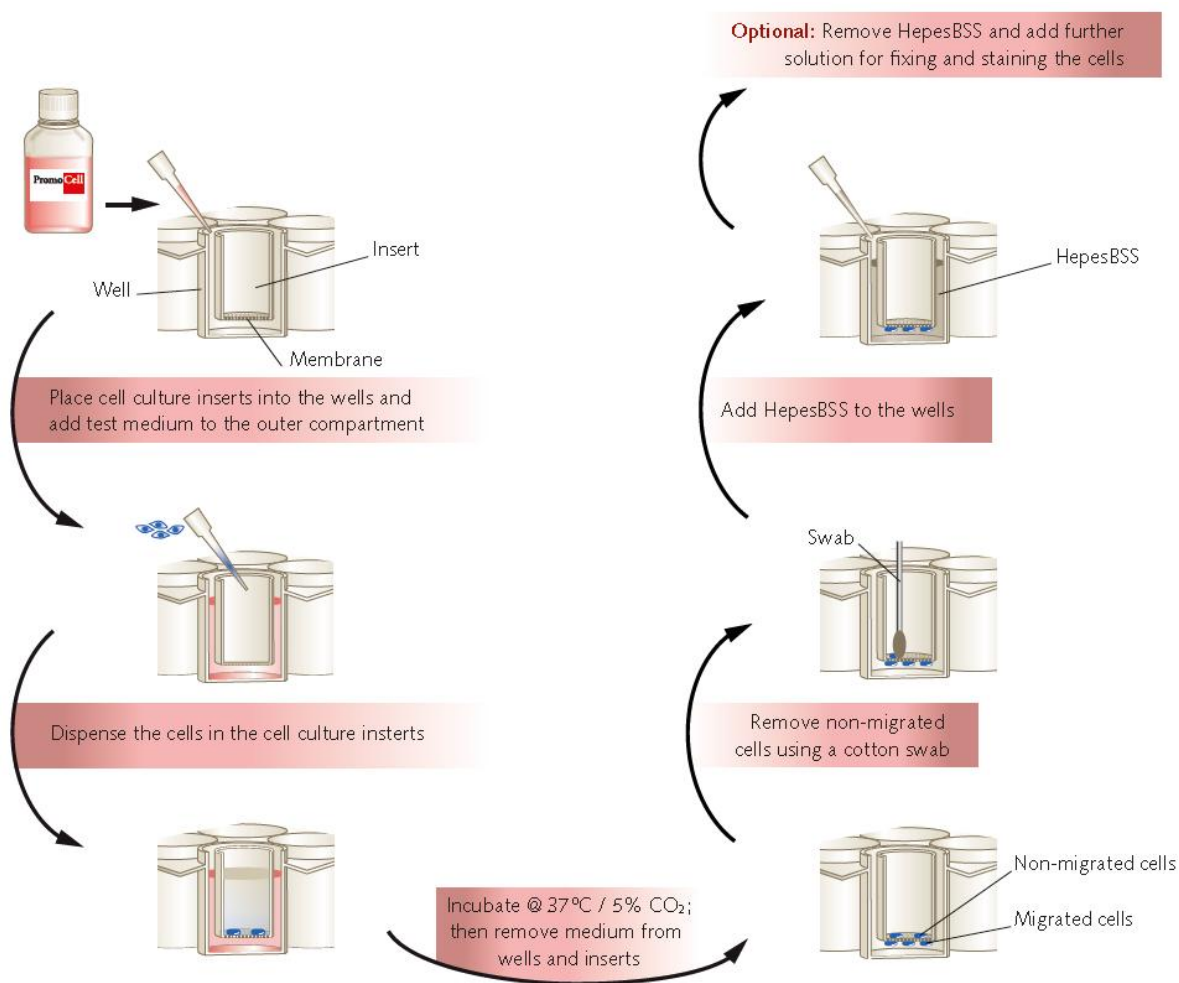 PromoCell
Insert
Well
Membrane
Place cell culture inserts into the wells and
add test medium to the outer compartment
Dispense the cells in the cell culture insterts
Incubate @ 37ºC / 5% CO₂;
then remove medium from
wells and inserts
Non-migrated cells
Migrated cells
Remove non-migrated
cells using a cotton swab
Swab
Add HepesBSS to the wells
HepesBSS
Optional: Remove HepesBSS and add further
solution for fixing and staining the cells